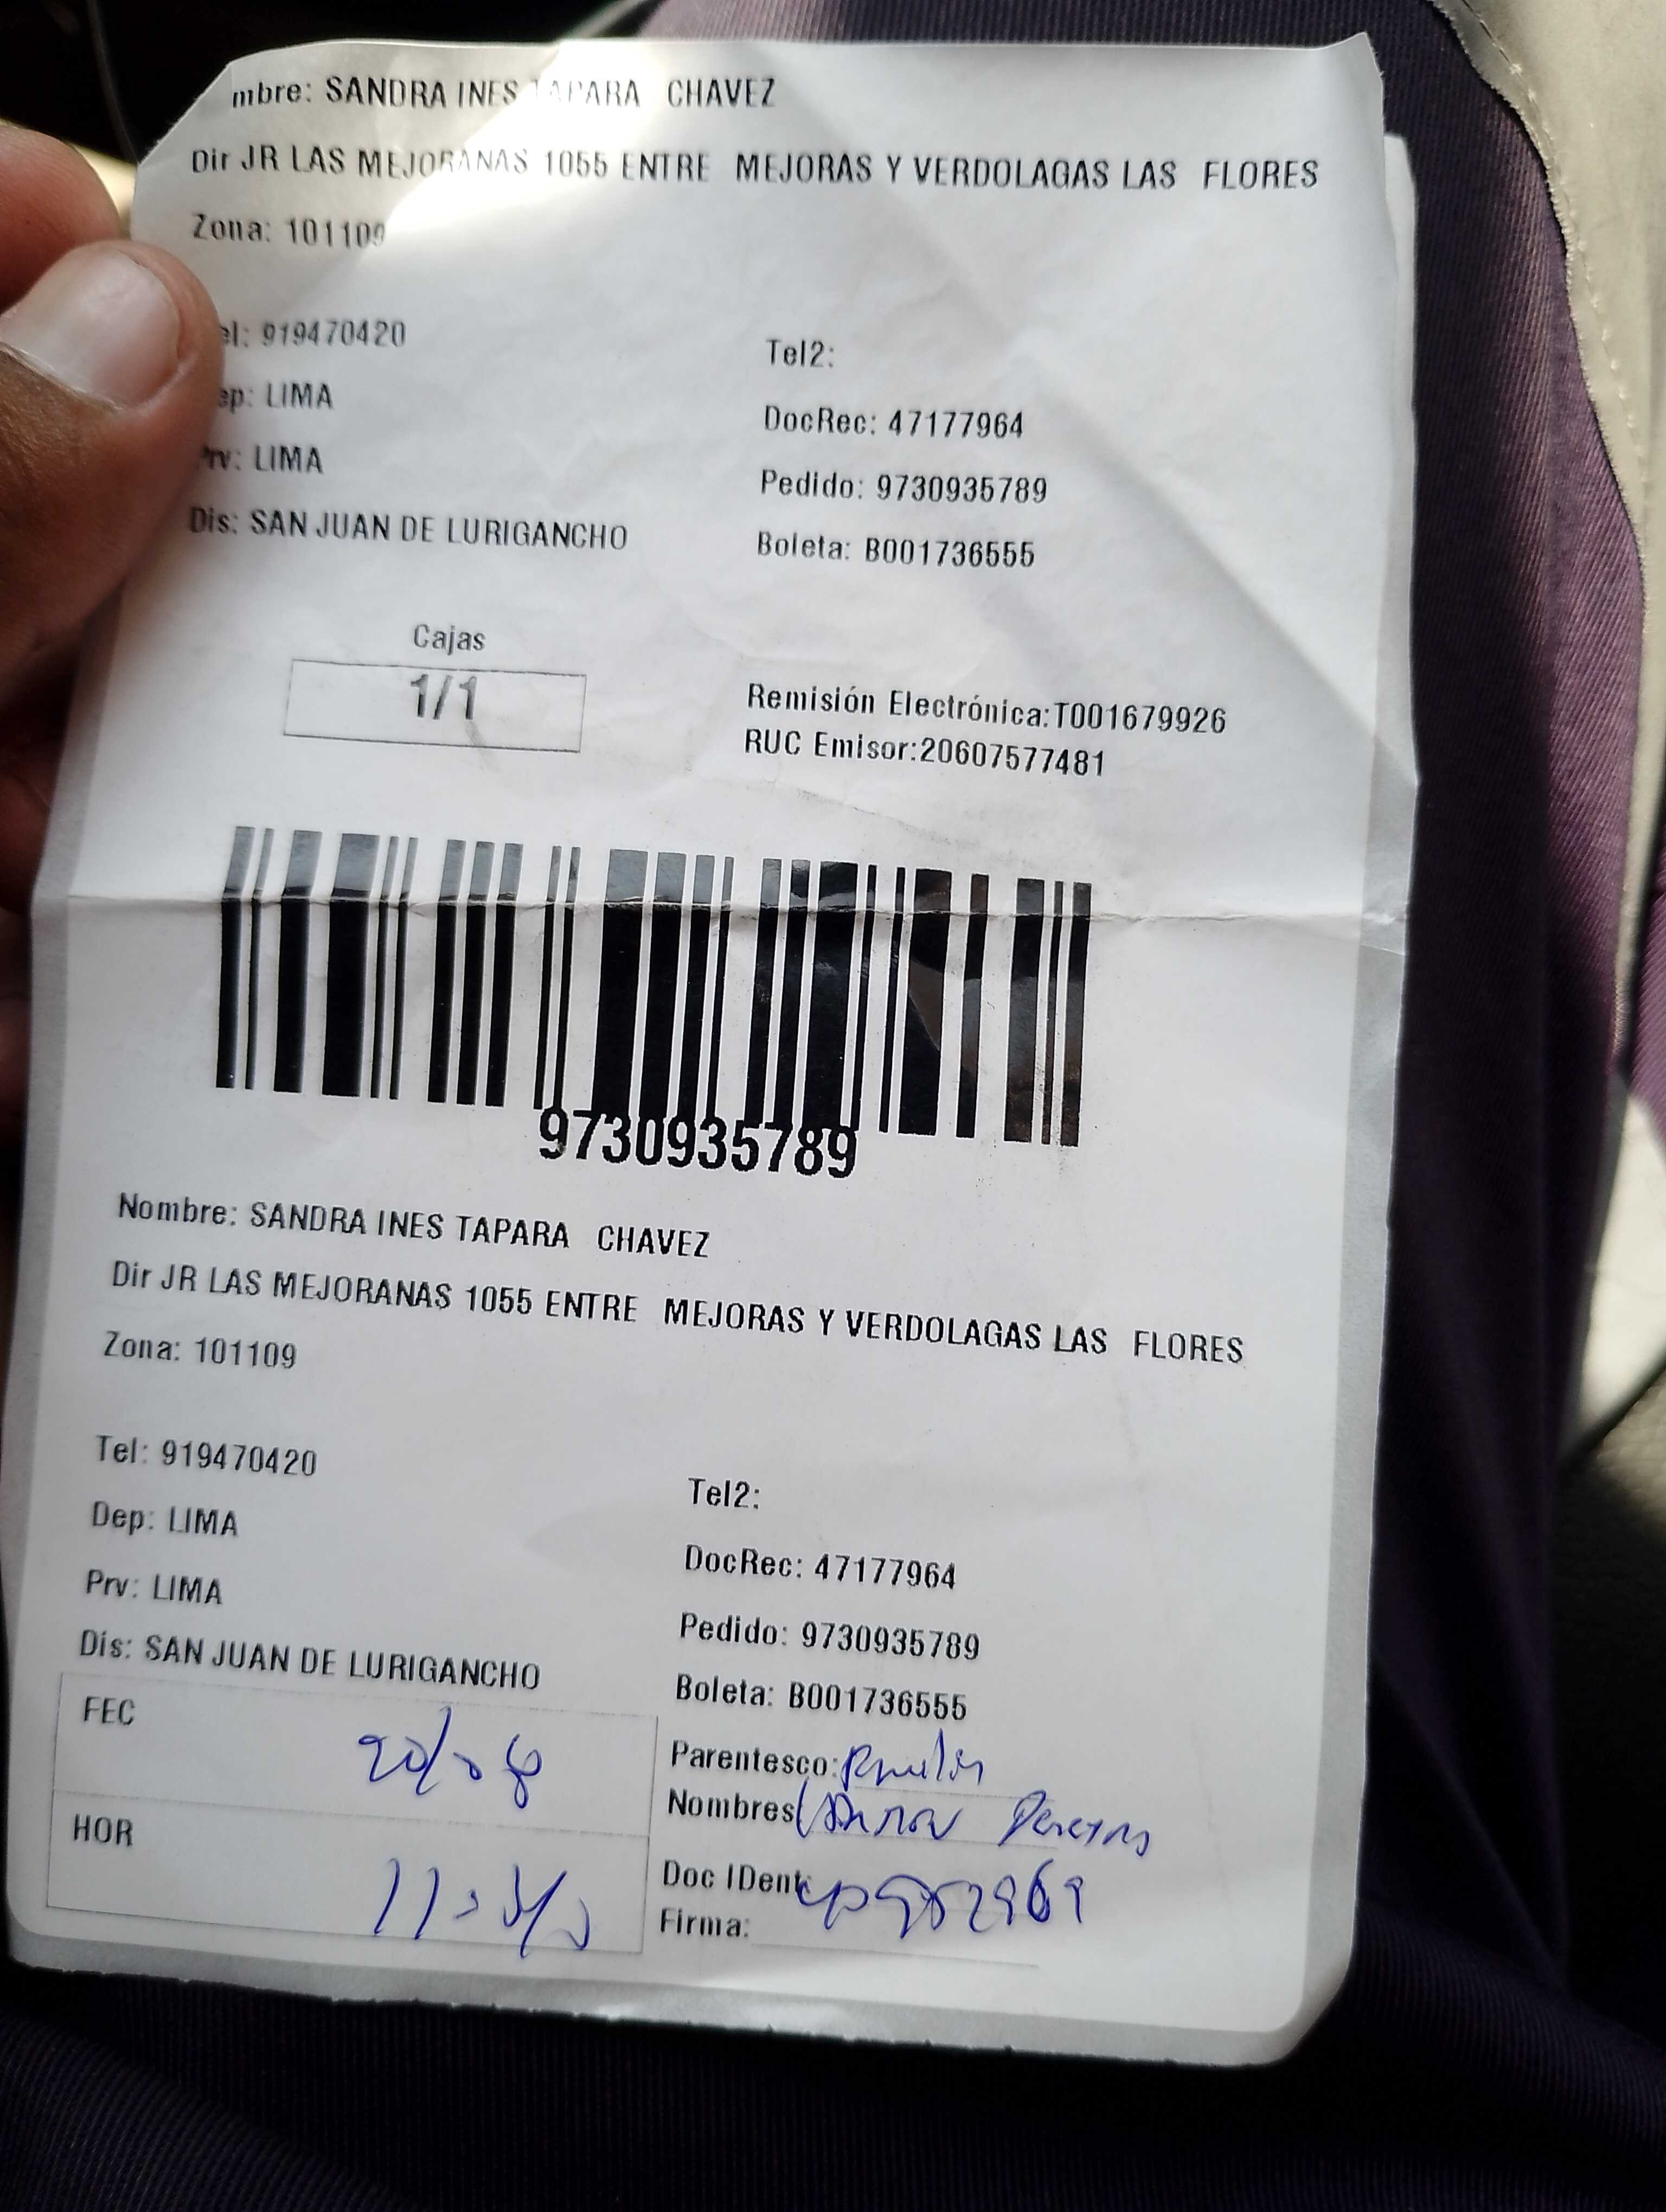 mbre: SANDRA INES TAPARA CHAVEZ
Dir JR LAS MEJORANAS 1055 ENTRE MEJORAS Y VERDOLAGAS LAS FLORES
Zona: 101109
el: 919470420
Tel2:
ep: LIMA
DocRec: 47177964
rv: LIMA
Pedido: 9730935789
Dis: SAN JUAN DE LURIGANCHO
Boleta: B001736555
Cajas
1/1
Remisión Electrónica:T001679926
RUC Emisor:20607577481
9730935789
Nombre: SANDRA INES TAPARA CHAVEZ
Dir JR LAS MEJORANAS 1055 ENTRE MEJORAS Y VERDOLAGAS LAS FLORES
Zona: 101109
Tel: 919470420
Tel2:
Dep: LIMA
DocRec: 47177964
Prv: LIMA
Pedido: 9730935789
Dis: SAN JUAN DE LURIGANCHO
Boleta: B001736555
FEC
Parentesco:
Nombres
HOR
Doc IDent:
Firma: